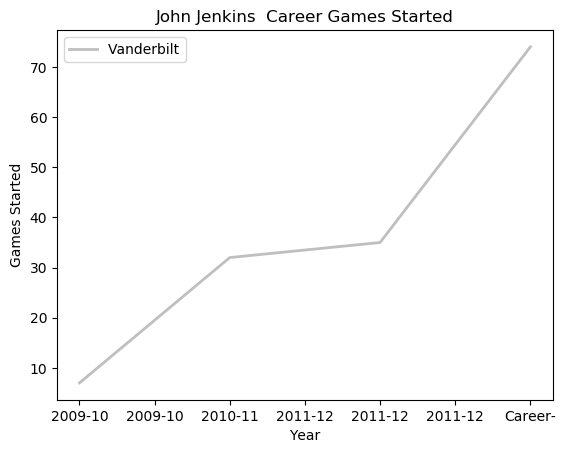 John Jenkins  Career Games Started
Vanderbilt
Games Started
70
60
50
40
30
20
10
2009-10 2009-10 2010-11 2011-12 2011-12 2011-12 Career-
Year